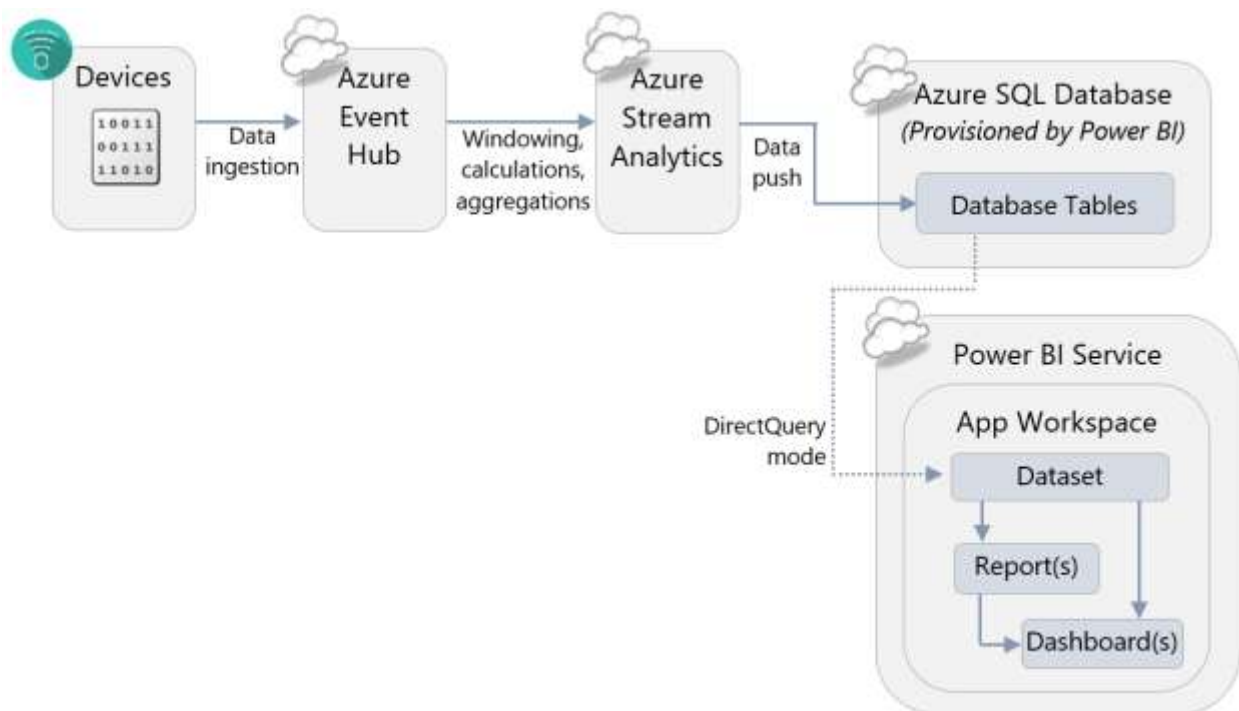 Devices
10011
00111
11010
Data
ingestion
Azure
Event
Hub
Windowing,
calculations,
aggregations
Azure
Stream
Analytics
Data
push
Azure SQL Database
(Provisioned by Power BI)
Database Tables
DirectQuery
mode
Power BI Service
App Workspace
Dataset
Report(s)
Dashboard(s)